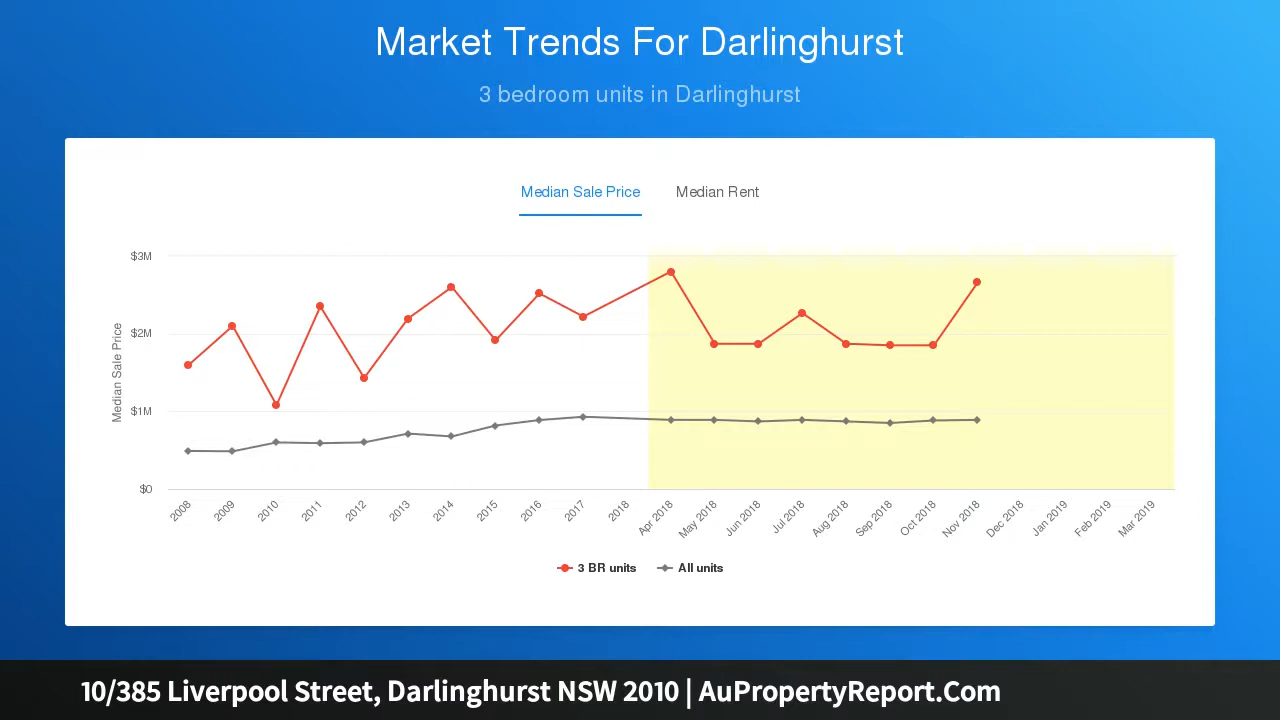 Market Trends For Darlinghurst
3 bedroom units in Darlinghurst
Median Sale Price Median Rent
$3M
$2M
$1M
$0
Median Sale Price
2008 2009 2010 2011 2012 2013 2014 2015 2016 2017 2018 Apr 2018 May 2018 Jun 2018 Jul 2018 Aug 2018 Sep 2018 Oct 2018 Nov 2018 Dec 2018 Jan 2019 Feb 2019 Mar 2019
3 BR units All units
10/385 Liverpool Street, Darlinghurst NSW 2010 | AuPropertyReport.Com